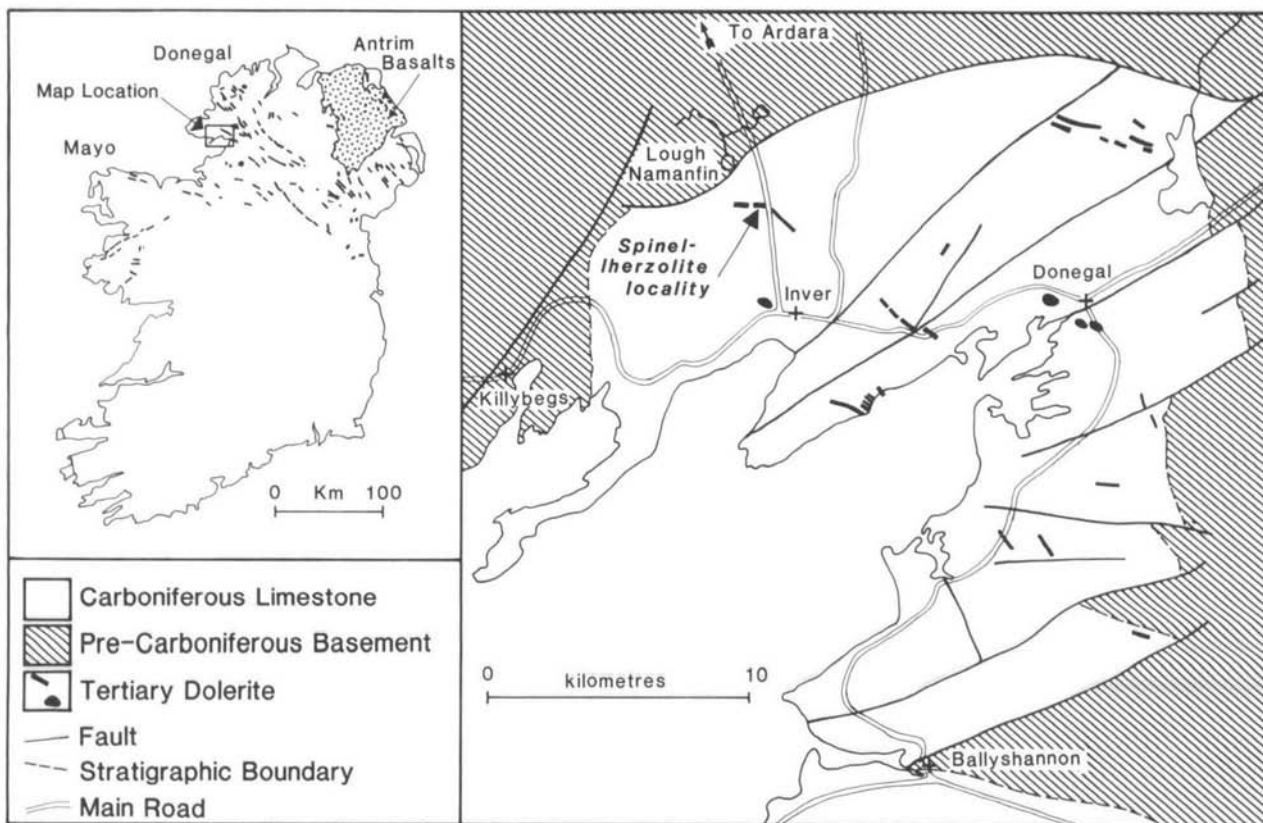 Donegal
Antrim
Basalts
Map Location
Mayo
0 Km 100
Carboniferous Limestone
Pre-Carboniferous Basement
Tertiary Dolerite
Fault
Stratigraphic Boundary
Main Road
To Ardara
Lough
Namanfin
Spinel-
lherzolite
locality
Inver
Donegal
Killybegs
0 10
kilometres
Ballyshannon